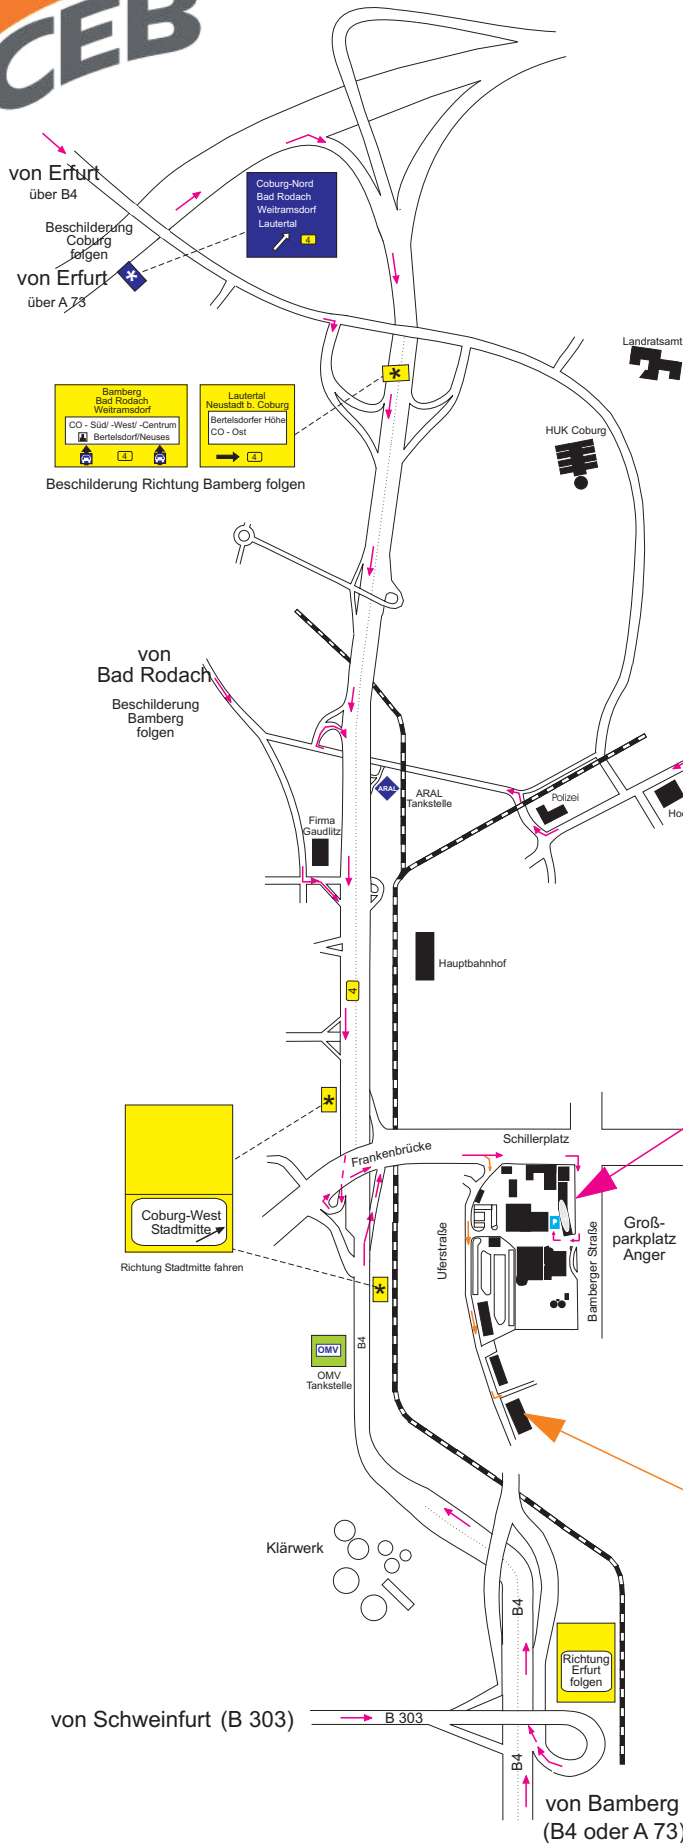 CEB
von Erfurt
über B4
Beschilderung
Coburg
folgen
von Erfurt
über A 73
Coburg-Nord
Bad Rodach
Weitramsdorf
Lautertal
4
Landratsamt
HUK Coburg
Bamberg
Bad Rodach
Weitramsdorf
CO - Süd/ -West/ -Centrum
Bertelsdorf/Neuses
4
Lautertal
Neustadt b. Coburg
Bertelsdorfer Höhe
CO - Ost
4
Beschilderung Richtung Bamberg folgen
von
Bad Rodach
Beschilderung
Bamberg
folgen
ARAL
ARAL
Tankstelle
Polizei
Hoc
Firma
Gaudlitz
Hauptbahnhof
4
Schillerplatz
Frankenbrücke
Coburg-West
Stadtmitte
Richtung Stadtmitte fahren
Uferstraße
P
Bamberger Straße
Groß-
parkplatz
Anger
B4
OMV
OMV
Tankstelle
Klärwerk
B4
Richtung
Erfurt
folgen
von Schweinfurt (B 303)
B 303
B4
von Bamberg
(B4 oder A 73)